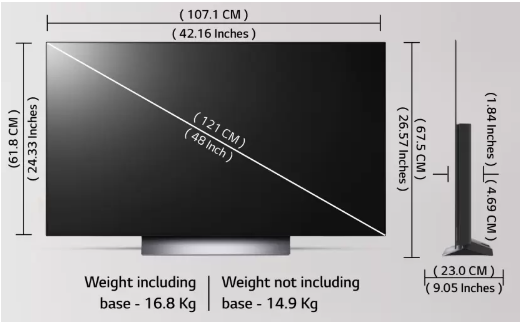 ( 107.1 CM )
( 42.16 Inches )
( 61.8 CM )
( 24.33 Inches )
( 121 CM )
( 48 Inch )
( 67.5 CM )
( 26.57 Inches )
( 1.84 Inches )
( 4.69 CM )
( 23.0 CM )
( 9.05 Inches )
Weight including
base - 16.8 Kg
Weight not including
base - 14.9 Kg